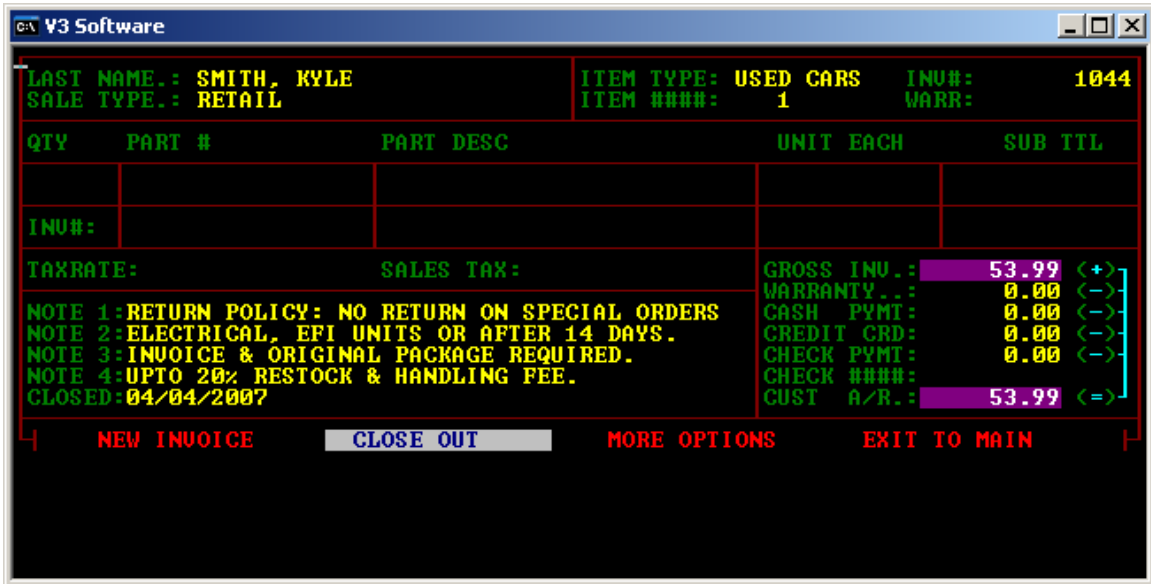 V3 Software
LAST NAME.: SMITH, KYLE ITEM TYPE: USED CARS INV#: 1044
SALE TYPE.: RETAIL ITEM ####: 1 WARR:
QTY PART # PART DESC UNIT EACH SUB TTL
INV#:
TAXRATE: SALES TAX: GROSS INV.: 53.99 (+)
WARRANTY..: 0.00 (-)
NOTE 1:RETURN POLICY: NO RETURN ON SPECIAL ORDERS CASH PYMT: 0.00 (-)
NOTE 2:ELECTRICAL, EFI UNITS OR AFTER 14 DAYS. CREDIT CRD: 0.00 (-)
NOTE 3:INVOICE & ORIGINAL PACKAGE REQUIRED. CHECK PYMT: 0.00 (-)
NOTE 4:UPTO 20% RESTOCK & HANDLING FEE. CHECK ####:
CLOSED:04/04/2007 CUST A/R.: 53.99 (=)
NEW INVOICE CLOSE OUT MORE OPTIONS EXIT TO MAIN